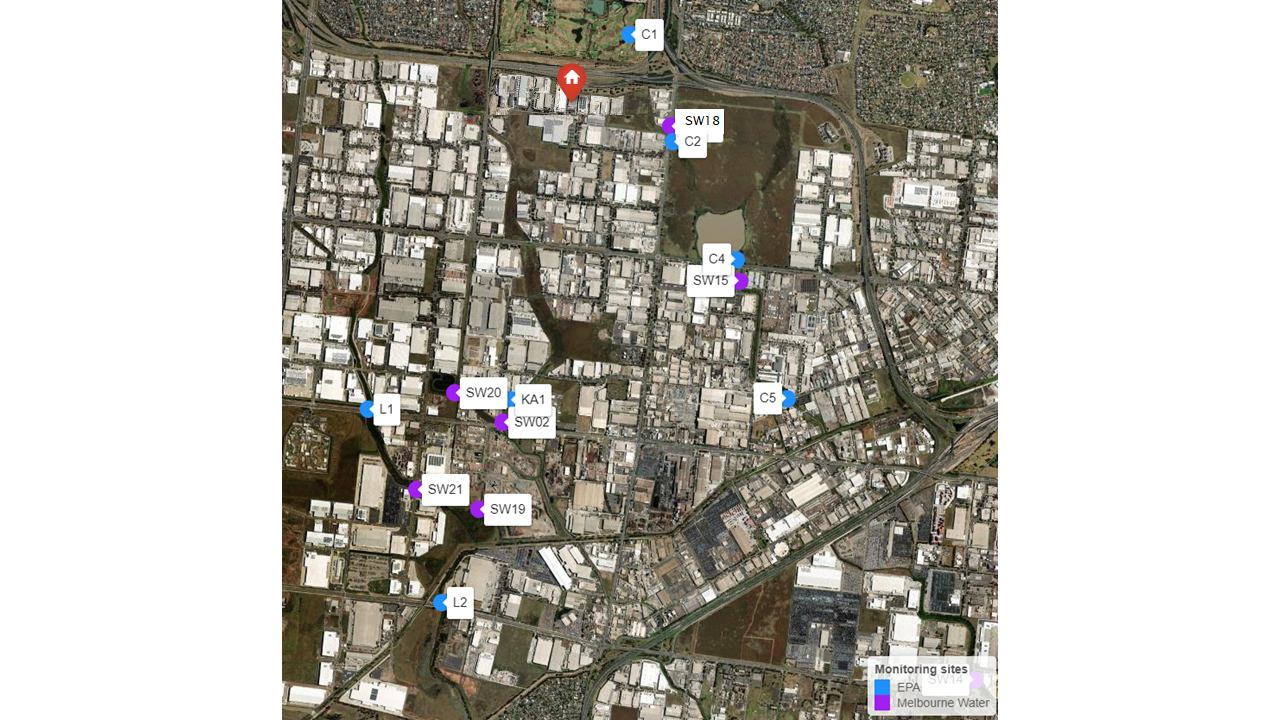 C1
SW18
C2
C4
SW15
SW20
KA1
C5
L1
SW02
SW21
SW19
L2
Monitoring sites
SW14
EPA
Melbourne Water